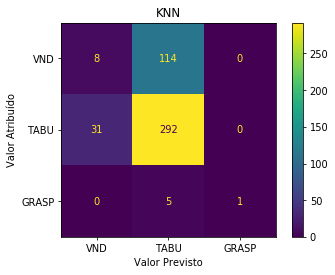 KNN
VND 8 114 0
TABU 31 292 0
GRASP 0 5 1
VND TABU GRASP
Valor Previsto
Valor Atribuído
250
200
150
100
50
0